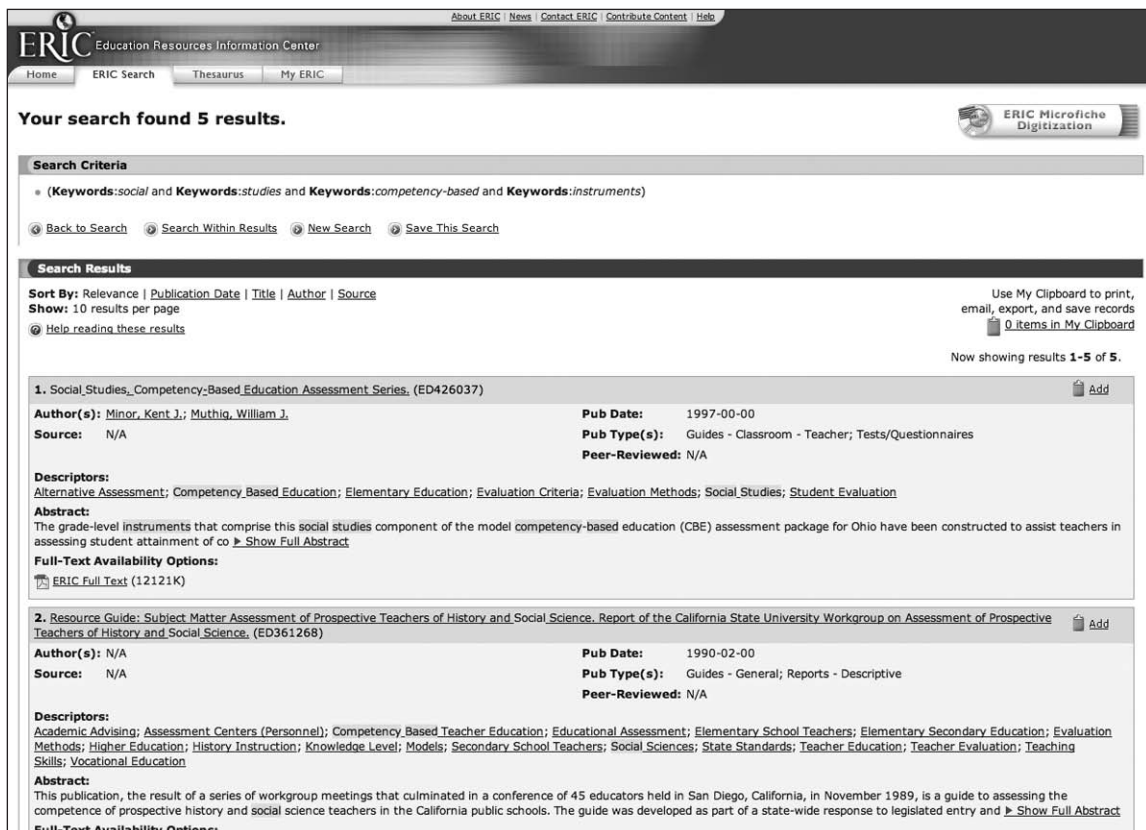 About ERIC | News | Contact ERIC | Contribute Content | Help
ERIC Education Resources Information Center
Home ERIC Search Thesaurus My ERIC
Your search found 5 results.
ERIC Microfiche
Digitization
Search Criteria
(Keywords:social and Keywords:studies and Keywords:competency-based and Keywords:instruments)
Back to Search Search Within Results New Search Save This Search
Search Results
Sort By: Relevance | Publication Date | Title | Author | Source
Show: 10 results per page
Help reading these results
Use My Clipboard to print,
email, export, and save records
0 items in My Clipboard
Now showing results 1-5 of 5.
1. Social Studies, Competency-Based Education Assessment Series. (ED426037) Add
Author(s): Minor, Kent J.; Muthig, William J. Pub Date: 1997-00-00
Source: N/A Pub Type(s): Guides - Classroom - Teacher; Tests/Questionnaires
Peer-Reviewed: N/A
Descriptors:
Alternative Assessment; Competency Based Education; Elementary Education; Evaluation Criteria; Evaluation Methods; Social Studies; Student Evaluation
Abstract:
The grade-level instruments that comprise this social studies component of the model competency-based education (CBE) assessment package for Ohio have been constructed to assist teachers in
assessing student attainment of co Show Full Abstract
Full-Text Availability Options:
ERIC Full Text (12121K)
2. Resource Guide: Subject Matter Assessment of Prospective Teachers of History and Social Science. Report of the California State University Workgroup on Assessment of Prospective
Teachers of History and Social Science. (ED361268) Add
Author(s): N/A Pub Date: 1990-02-00
Source: N/A Pub Type(s): Guides - General; Reports - Descriptive
Peer-Reviewed: N/A
Descriptors:
Academic Advising; Assessment Centers (Personnel); Competency Based Teacher Education; Educational Assessment; Elementary School Teachers; Elementary Secondary Education; Evaluation
Methods; Higher Education; History Instruction; Knowledge Level; Models; Secondary School Teachers; Social Sciences; State Standards; Teacher Education; Teacher Evaluation; Teaching
Skills; Vocational Education
Abstract:
This publication, the result of a series of workgroup meetings that culminated in a conference of 45 educators held in San Diego, California, in November 1989, is a guide to assessing the
competence of prospective history and social science teachers in the California public schools. The guide was developed as part of a state-wide response to legislated entry and Show Full Abstract
Full-Text Availability Options: